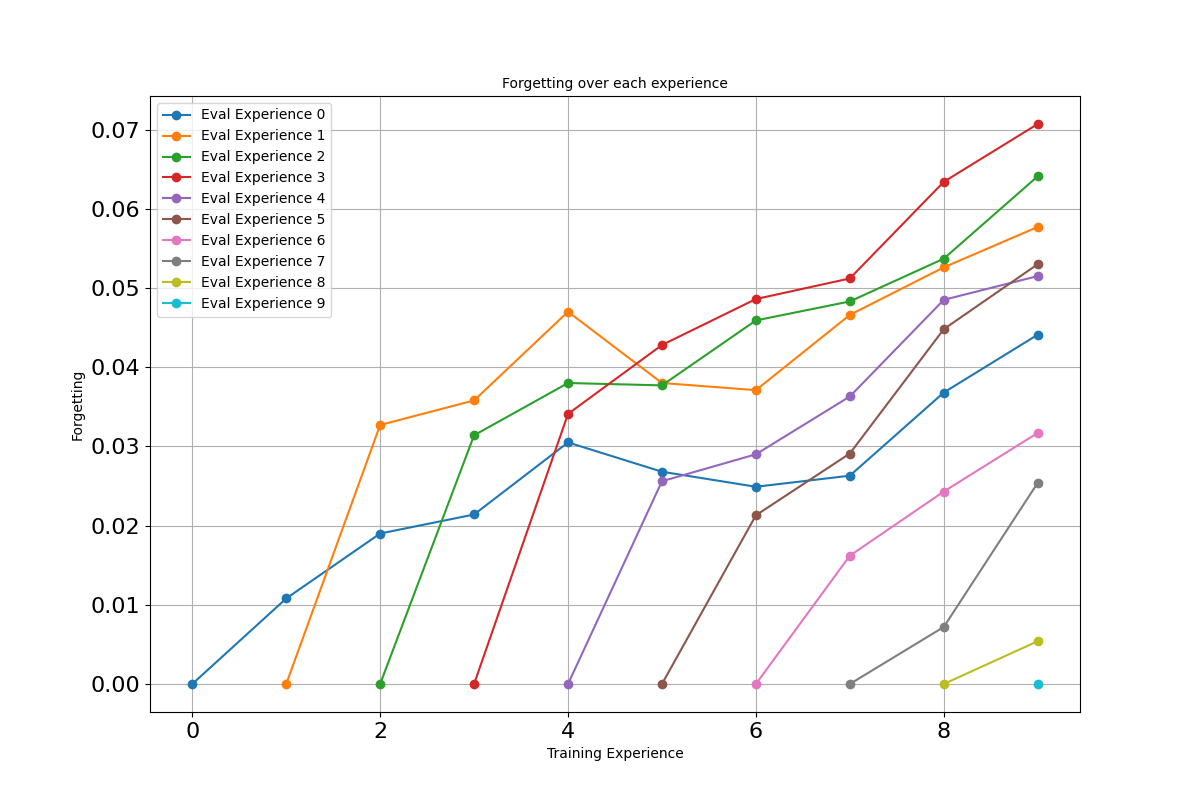 Forgetting over each experience
Eval Experience 0
Eval Experience 1
Eval Experience 2
Eval Experience 3
Eval Experience 4
Eval Experience 5
Eval Experience 6
Eval Experience 7
Eval Experience 8
Eval Experience 9
0.07
0.06
0.05
0.04
0.03
0.02
0.01
0.00
Forgetting
0 2 4 6 8
Training Experience